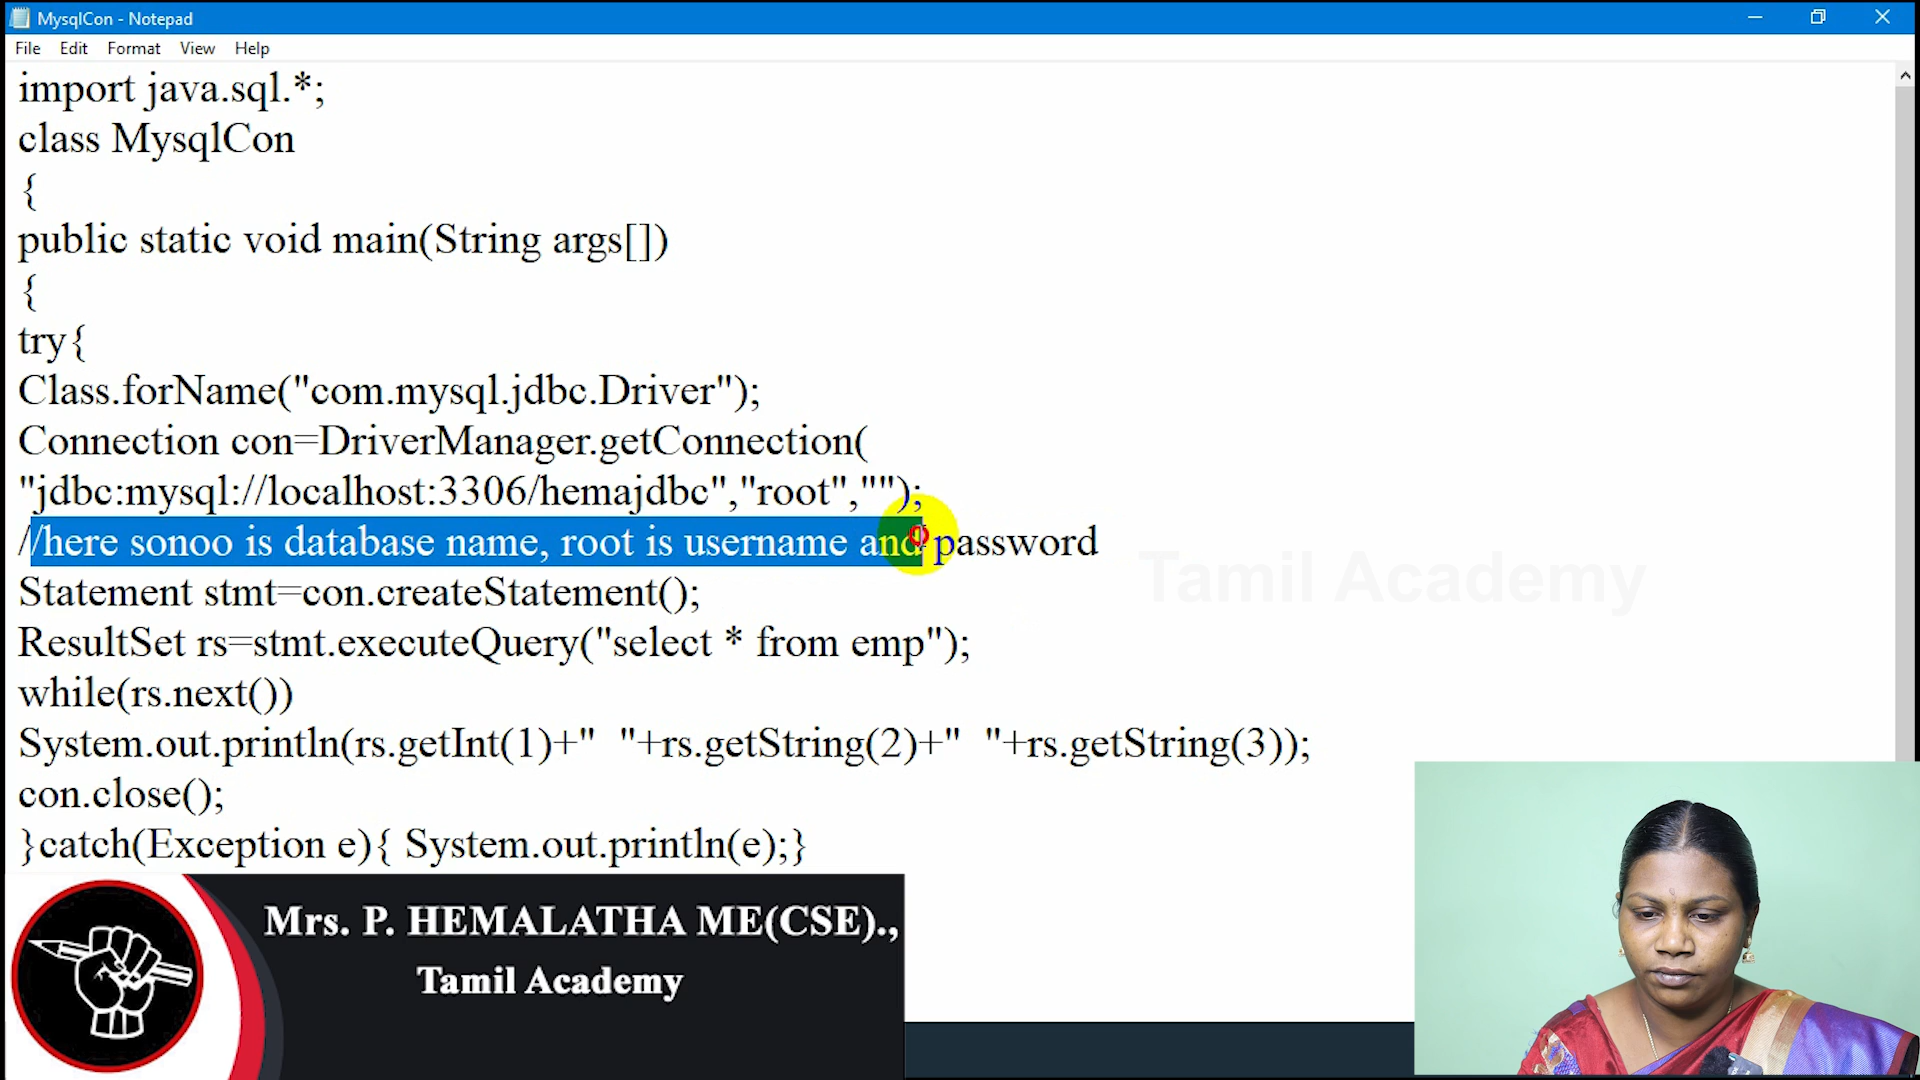 MysqlCon - Notepad
File Edit Format View Help
import java.sql.*;
class MysqlCon
{
public static void main(String args[])
{
try{
Class.forName("com.mysql.jdbc.Driver");
Connection con=DriverManager.getConnection(
"jdbc:mysql://localhost:3306/hemajdbc","root","");
//here sonoo is database name, root is username and password
Statement stmt=con.createStatement();
ResultSet rs=stmt.executeQuery("select * from emp");
while(rs.next())
System.out.println(rs.getInt(1)+"  "+rs.getString(2)+"  "+rs.getString(3));
con.close();
}catch(Exception e){ System.out.println(e);}
Tamil Academy
Mrs. P. HEMALATHA ME(CSE).,
Tamil Academy